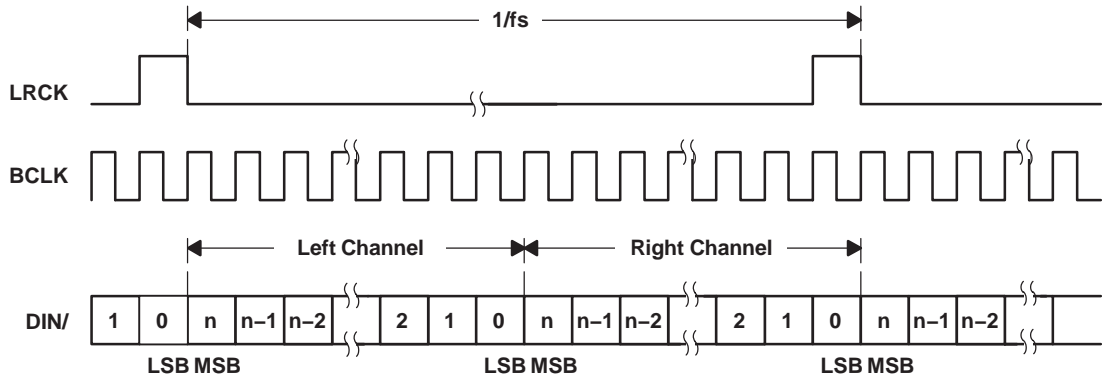 1/fs
LRCK
BCLK
Left Channel Right Channel
DIN/ 1 0 n n−1 n−2 2 1 0 n n−1 n−2 2 1 0 n n−1 n−2
LSB MSB LSB MSB LSB MSB